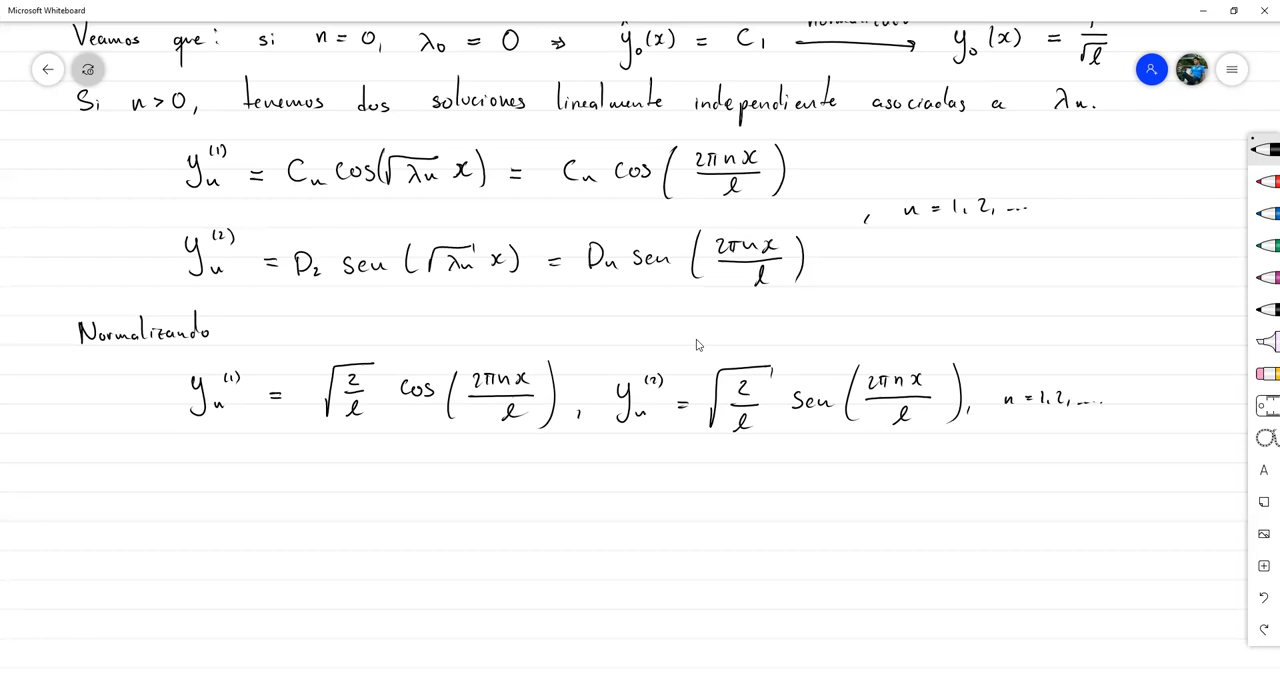 Microsoft Whiteboard
Veamos que: si n = 0, λ₀ = 0 ⇒ ŷ₀(x) = C₁ ⟶ y₀(x) = 1/√l
Si n > 0, tenemos dos soluciones linealmente independiente asociadas a λn.
yn⁽¹⁾ = Cn cos(√λn x) = Cn cos(2πnx/l)
, n = 1, 2, ...
yn⁽²⁾ = D₂ sen(√λn x) = Dn sen(2πnx/l)
Normalizando
yn⁽¹⁾ = √(2/l) cos(2πnx/l), yn⁽²⁾ = √(2/l) sen(2πnx/l), n = 1, 2, ....
A